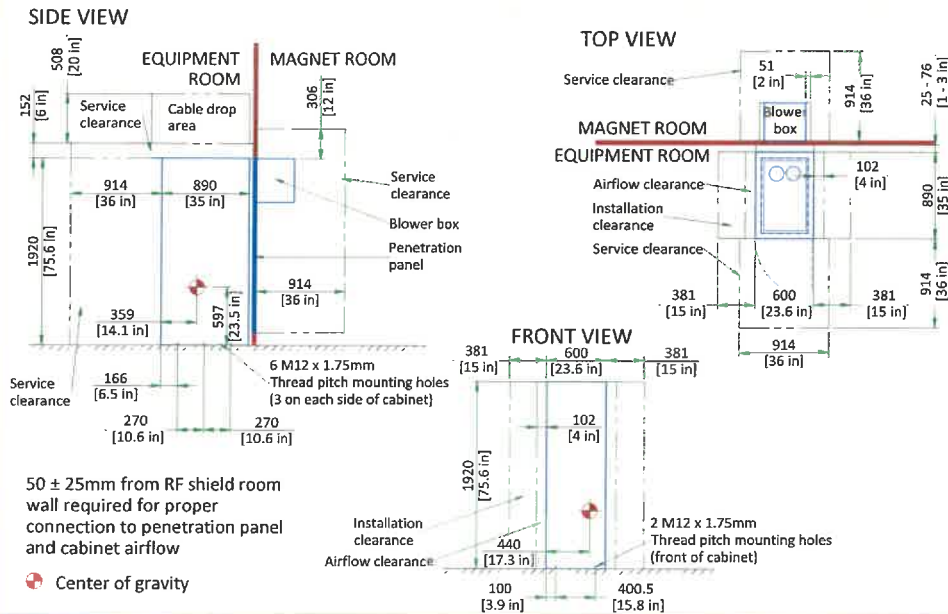 SIDE VIEW
508
[20 in]
152
[6 in]
EQUIPMENT
ROOM
MAGNET ROOM
306
[12 in]
Service
clearance
Cable drop
area
914
[36 in]
890
[35 in]
Service
clearance
Blower box
Penetration
panel
1920
[75.6 in]
914
[36 in]
359
[14.1 in]
597
[23.5 in]
Service
clearance
166
[6.5 in]
6 M12 x 1.75mm
Thread pitch mounting holes
(3 on each side of cabinet)
270
[10.6 in]
270
[10.6 in]
50 ± 25mm from RF shield room
wall required for proper
connection to penetration panel
and cabinet airflow
Center of gravity
TOP VIEW
Service clearance
51
[2 in]
914
[36 in]
25 - 76
[1 - 3 in]
Blower
box
MAGNET ROOM
EQUIPMENT ROOM
102
[4 in]
Airflow clearance
Installation
clearance
Service clearance
890
[35 in]
914
[36 in]
381
[15 in]
600
[23.6 in]
381
[15 in]
914
[36 in]
FRONT VIEW
381
[15 in]
600
[23.6 in]
381
[15 in]
102
[4 in]
1920
[75.6 in]
Installation
clearance
Airflow clearance
440
[17.3 in]
2 M12 x 1.75mm
Thread pitch mounting holes
(front of cabinet)
100
[3.9 in]
400.5
[15.8 in]